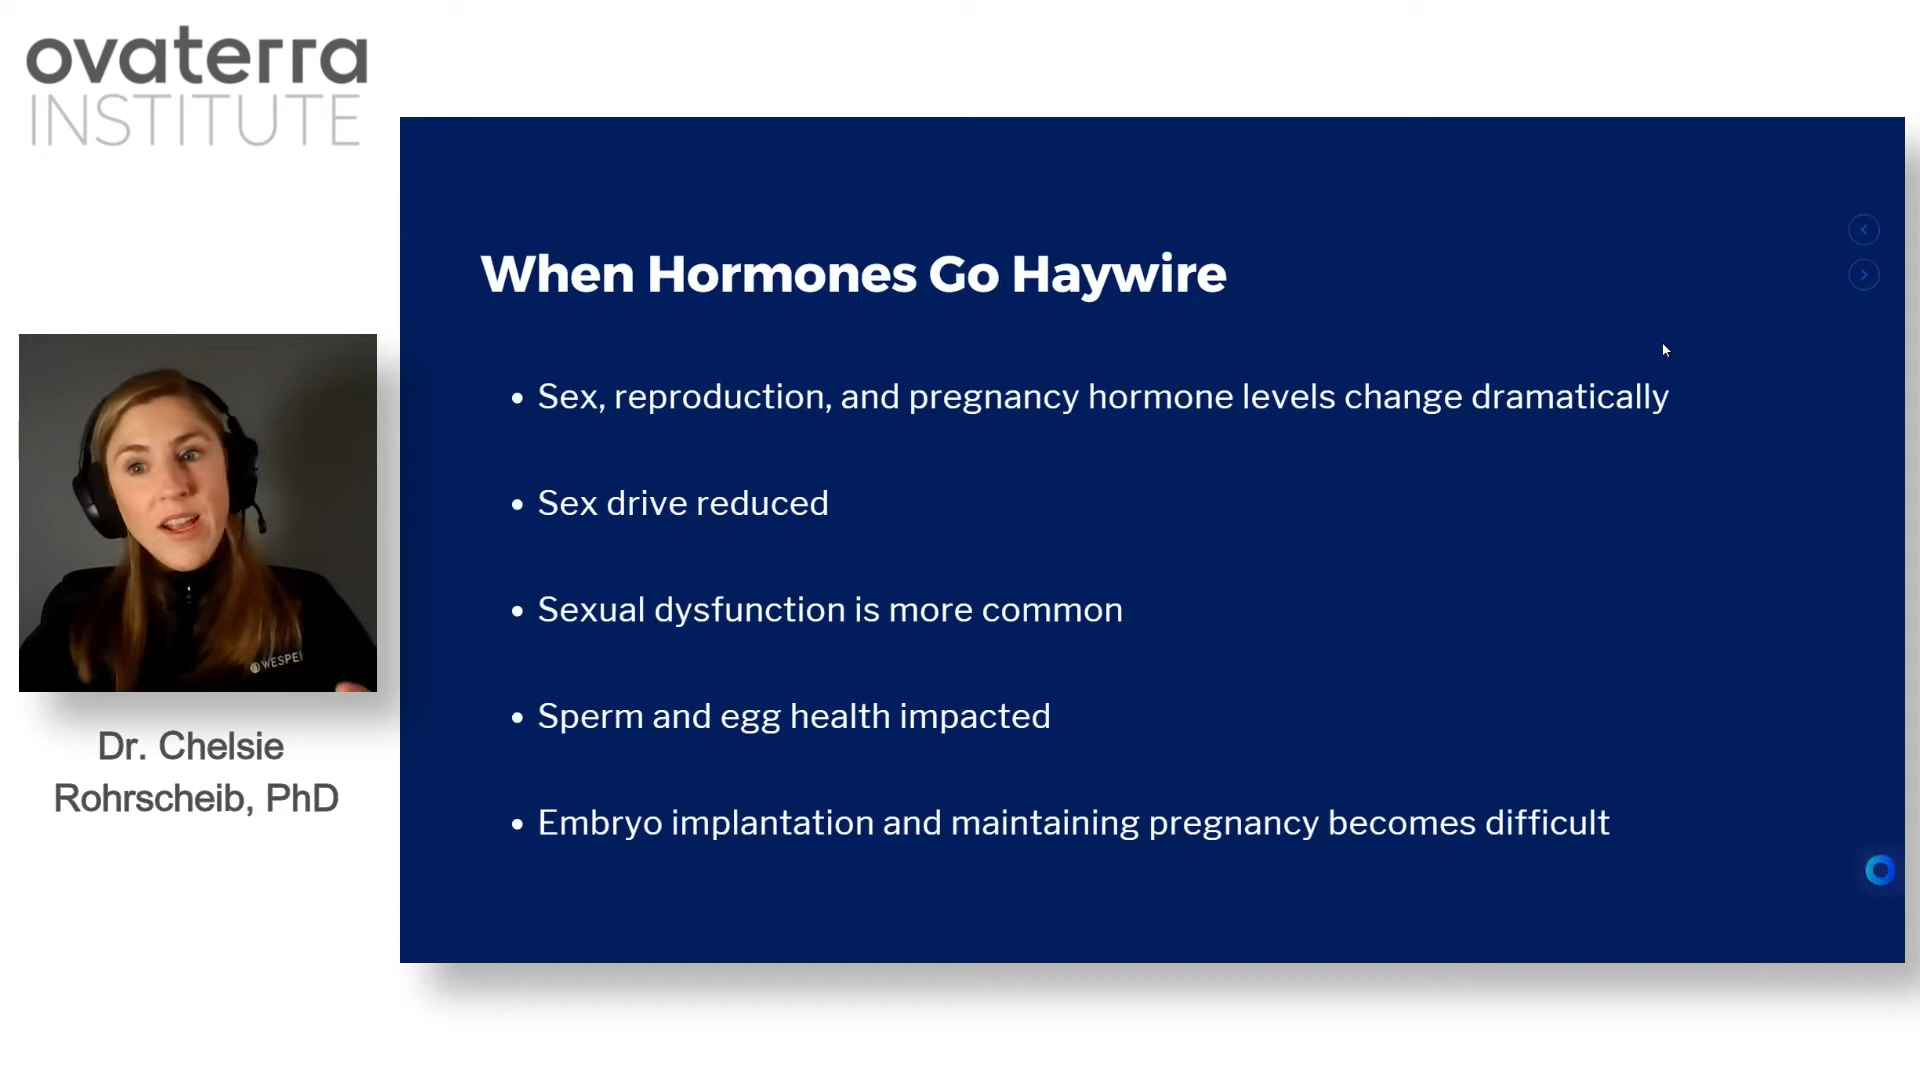 ovaterra
INSTITUTE
When Hormones Go Haywire
• Sex, reproduction, and pregnancy hormone levels change dramatically
• Sex drive reduced
• Sexual dysfunction is more common
• Sperm and egg health impacted
• Embryo implantation and maintaining pregnancy becomes difficult
WESPE
Dr. Chelsie
Rohrscheib, PhD